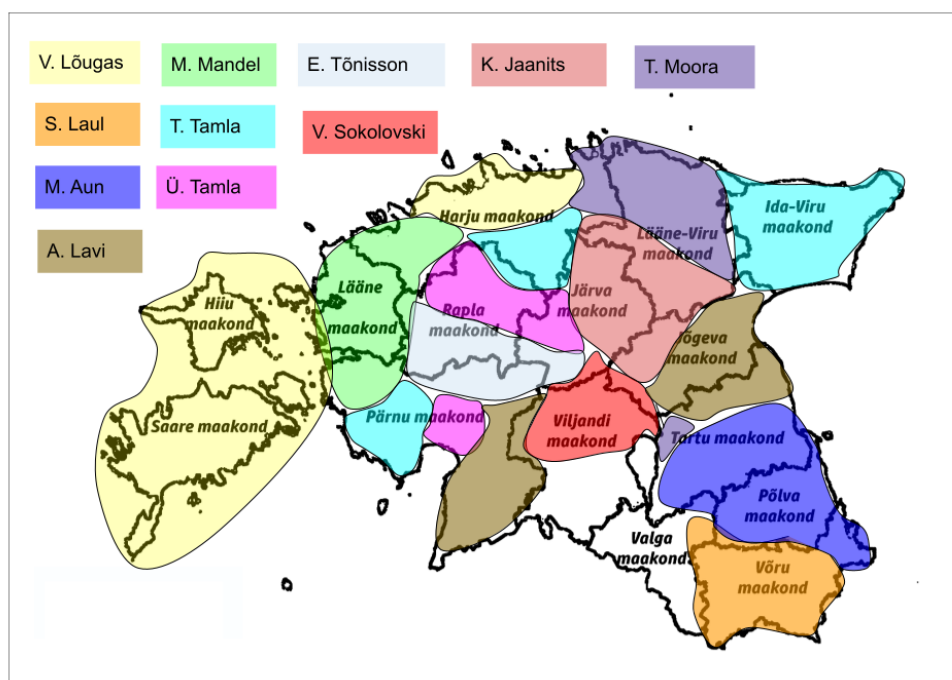 V. Lõugas
M. Mandel
E. Tõnisson
K. Jaanits
T. Moora
S. Laul
T. Tamla
V. Sokolovski
M. Aun
Ü. Tamla
A. Lavi
Harju maakond
Ida-Viru
maakond
Lääne-Viru
maakond
Lääne
maakond
Hiiu
maakond
Rapla
maakond
Järva
maakond
Jõgeva
maakond
Saare maakond
Pärnu maakond
Viljandi
maakond
Tartu maakond
Põlva
maakond
Valga
maakond
Võru
maakond